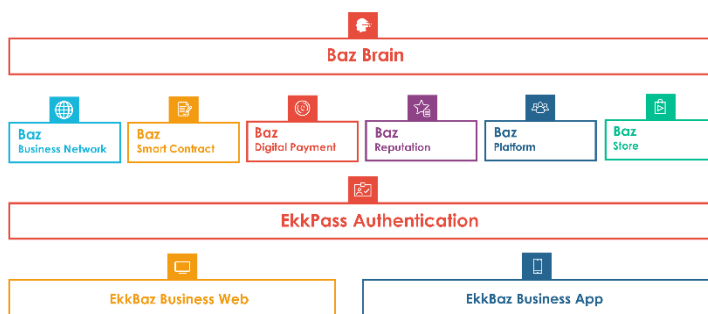 Baz Brain
Baz
Business Network
Baz
Smart Contract
Baz
Digital Payment
Baz
Reputation
Baz
Platform
Baz
Store
EkkPass Authentication
EkkBaz Business Web
EkkBaz Business App